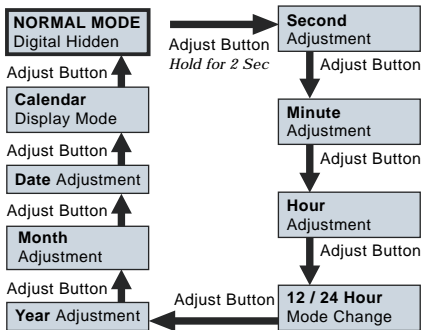 NORMAL MODE
Digital Hidden
Adjust Button
Hold for 2 Sec
Second
Adjustment
Adjust Button
Minute
Adjustment
Adjust Button
Hour
Adjustment
Adjust Button
12 / 24 Hour
Mode Change
Adjust Button
Year Adjustment
Adjust Button
Month
Adjustment
Adjust Button
Date Adjustment
Adjust Button
Calendar
Display Mode
Adjust Button